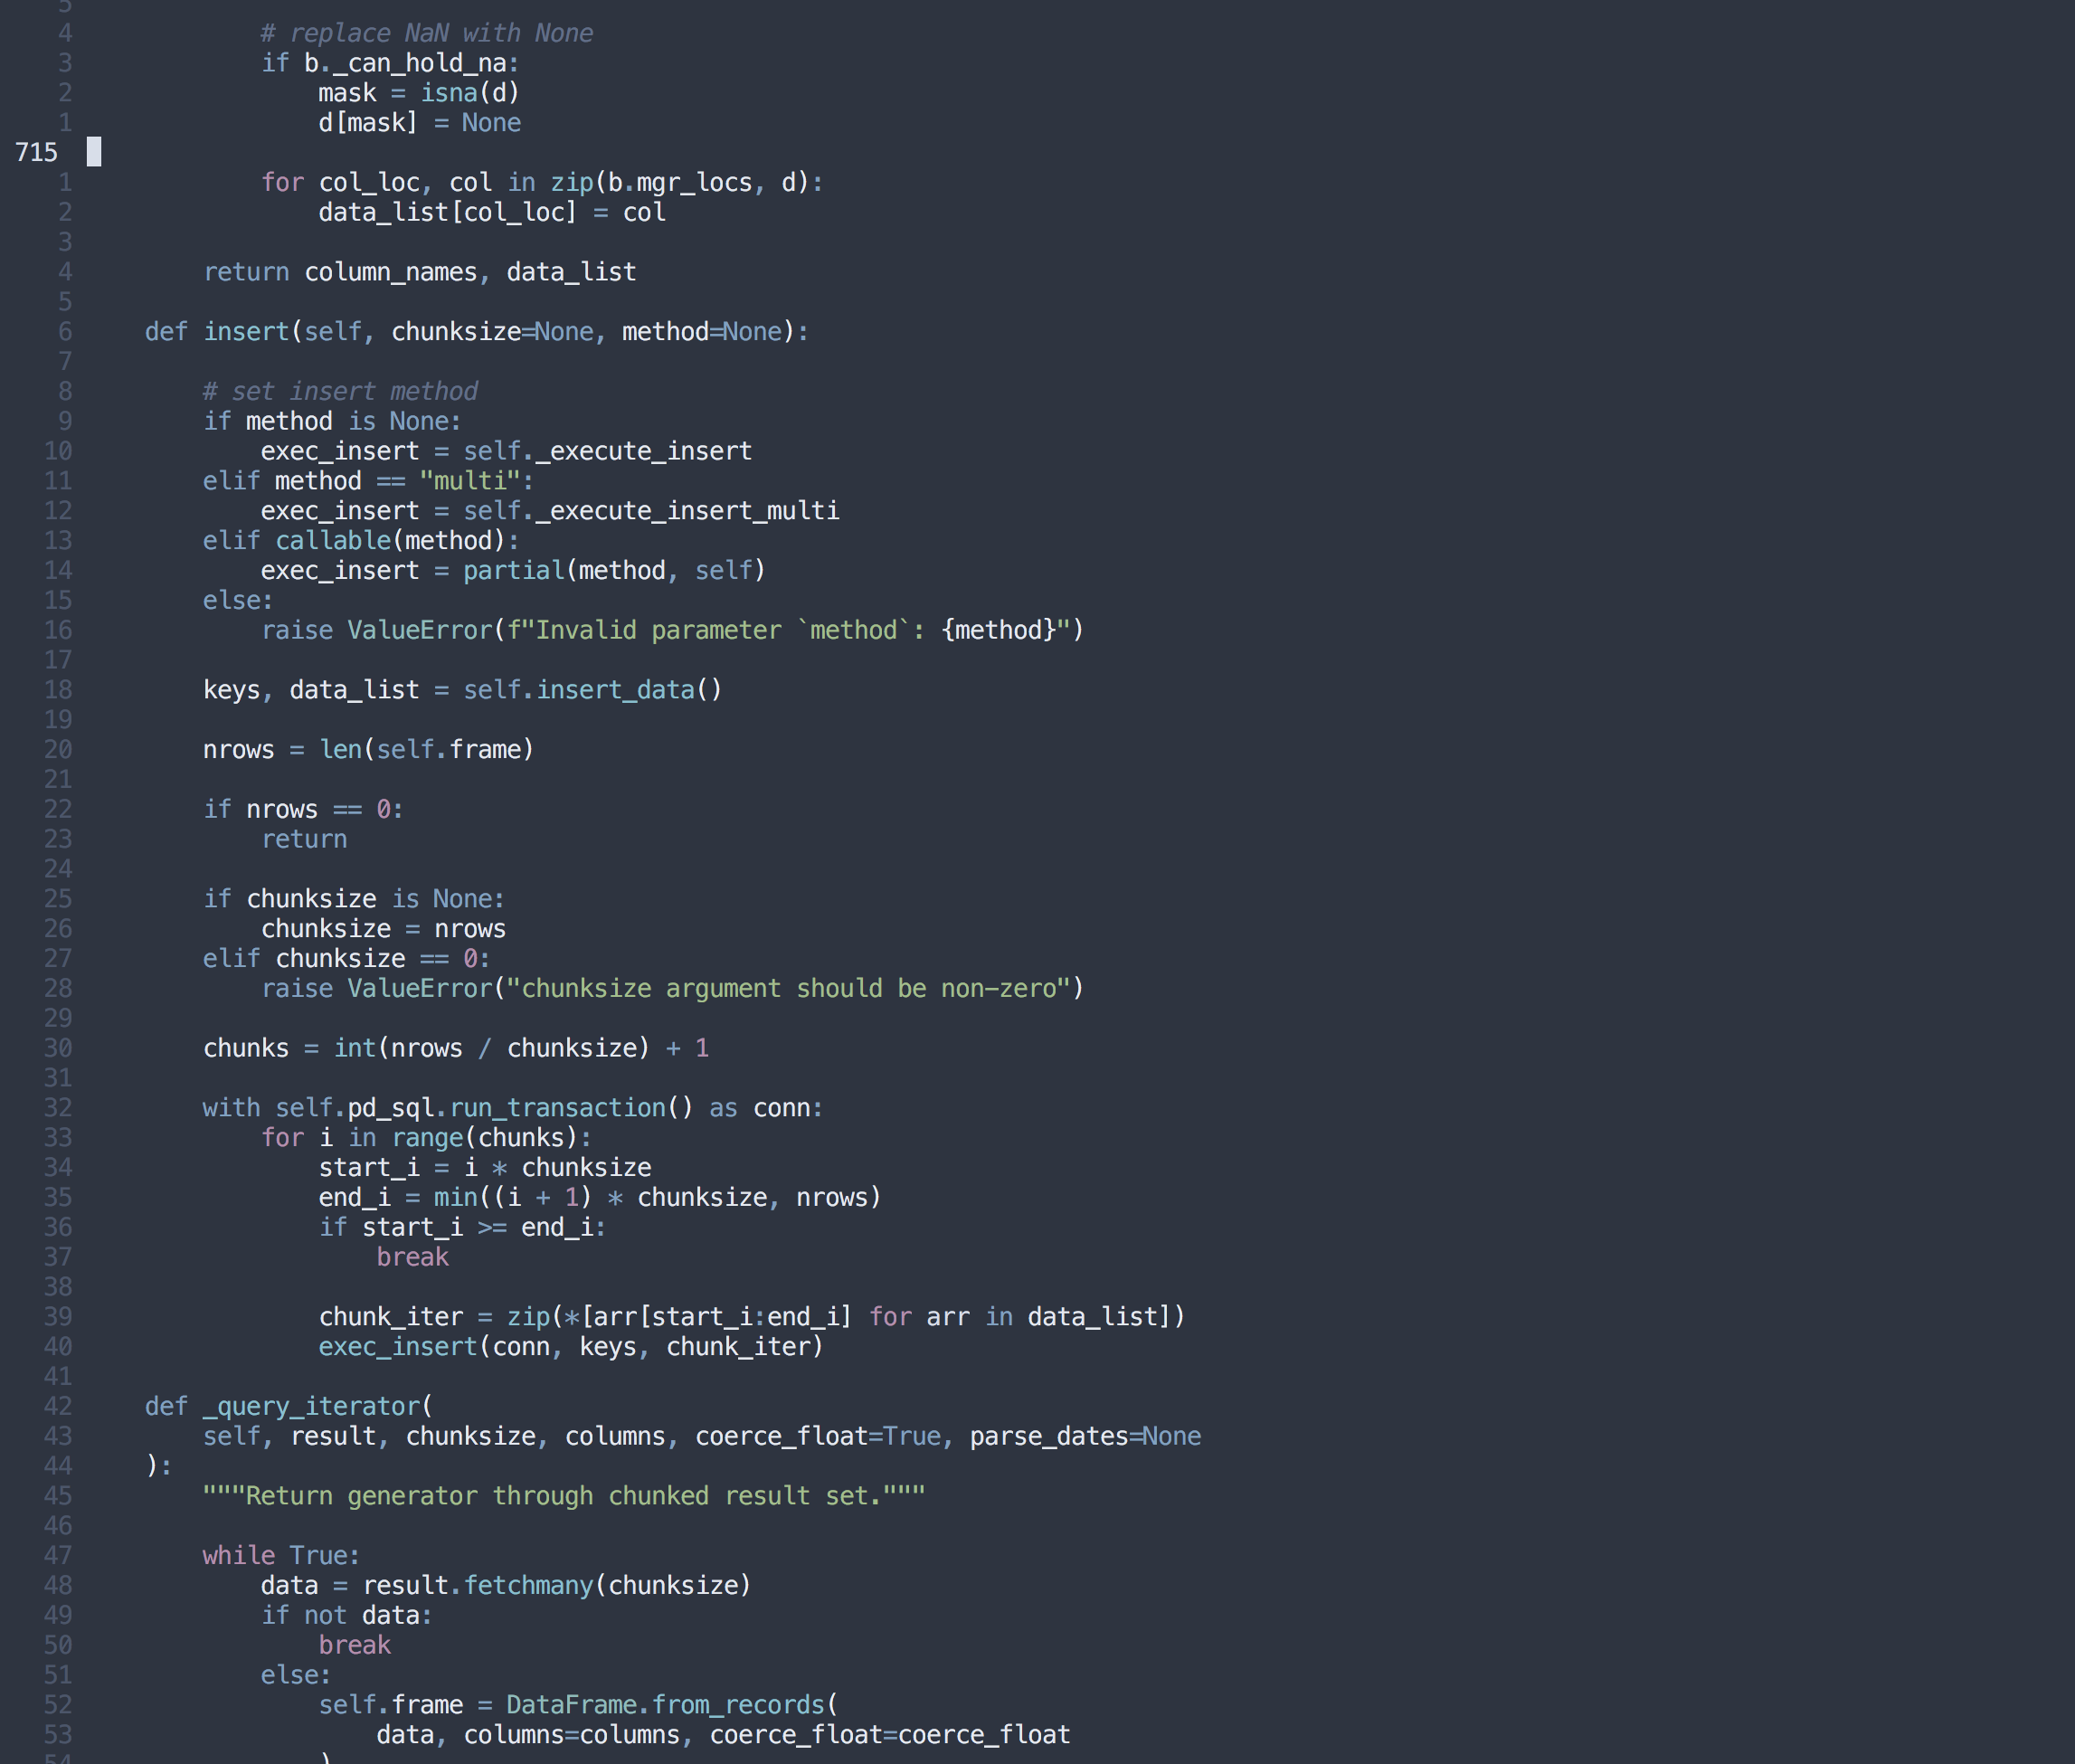 5
4             # replace NaN with None
3             if b._can_hold_na:
2                 mask = isna(d)
1                 d[mask] = None
715
1             for col_loc, col in zip(b.mgr_locs, d):
2                 data_list[col_loc] = col
3
4         return column_names, data_list
5
6     def insert(self, chunksize=None, method=None):
7
8         # set insert method
9         if method is None:
10             exec_insert = self._execute_insert
11         elif method == "multi":
12             exec_insert = self._execute_insert_multi
13         elif callable(method):
14             exec_insert = partial(method, self)
15         else:
16             raise ValueError(f"Invalid parameter `method`: {method}")
17
18         keys, data_list = self.insert_data()
19
20         nrows = len(self.frame)
21
22         if nrows == 0:
23             return
24
25         if chunksize is None:
26             chunksize = nrows
27         elif chunksize == 0:
28             raise ValueError("chunksize argument should be non-zero")
29
30         chunks = int(nrows / chunksize) + 1
31
32         with self.pd_sql.run_transaction() as conn:
33             for i in range(chunks):
34                 start_i = i * chunksize
35                 end_i = min((i + 1) * chunksize, nrows)
36                 if start_i >= end_i:
37                     break
38
39                 chunk_iter = zip(*[arr[start_i:end_i] for arr in data_list])
40                 exec_insert(conn, keys, chunk_iter)
41
42     def _query_iterator(
43         self, result, chunksize, columns, coerce_float=True, parse_dates=None
44     ):
45         """Return generator through chunked result set."""
46
47         while True:
48             data = result.fetchmany(chunksize)
49             if not data:
50                 break
51             else:
52                 self.frame = DataFrame.from_records(
53                     data, columns=columns, coerce_float=coerce_float
54                 )